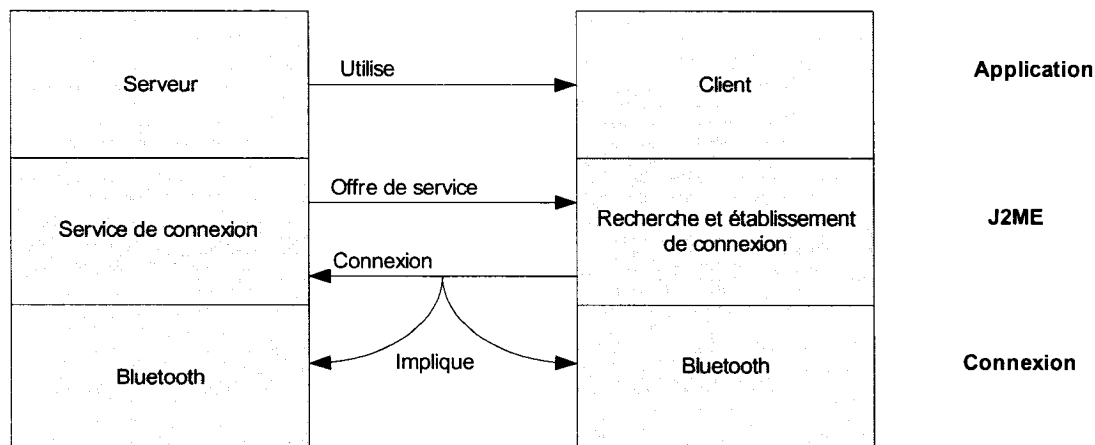 Utilise
Application
Serveur
Client
Offre de service
Recherche et établissement
de connexion
J2ME
Service de connexion
Connexion
Implique
Bluetooth
Bluetooth
Connexion